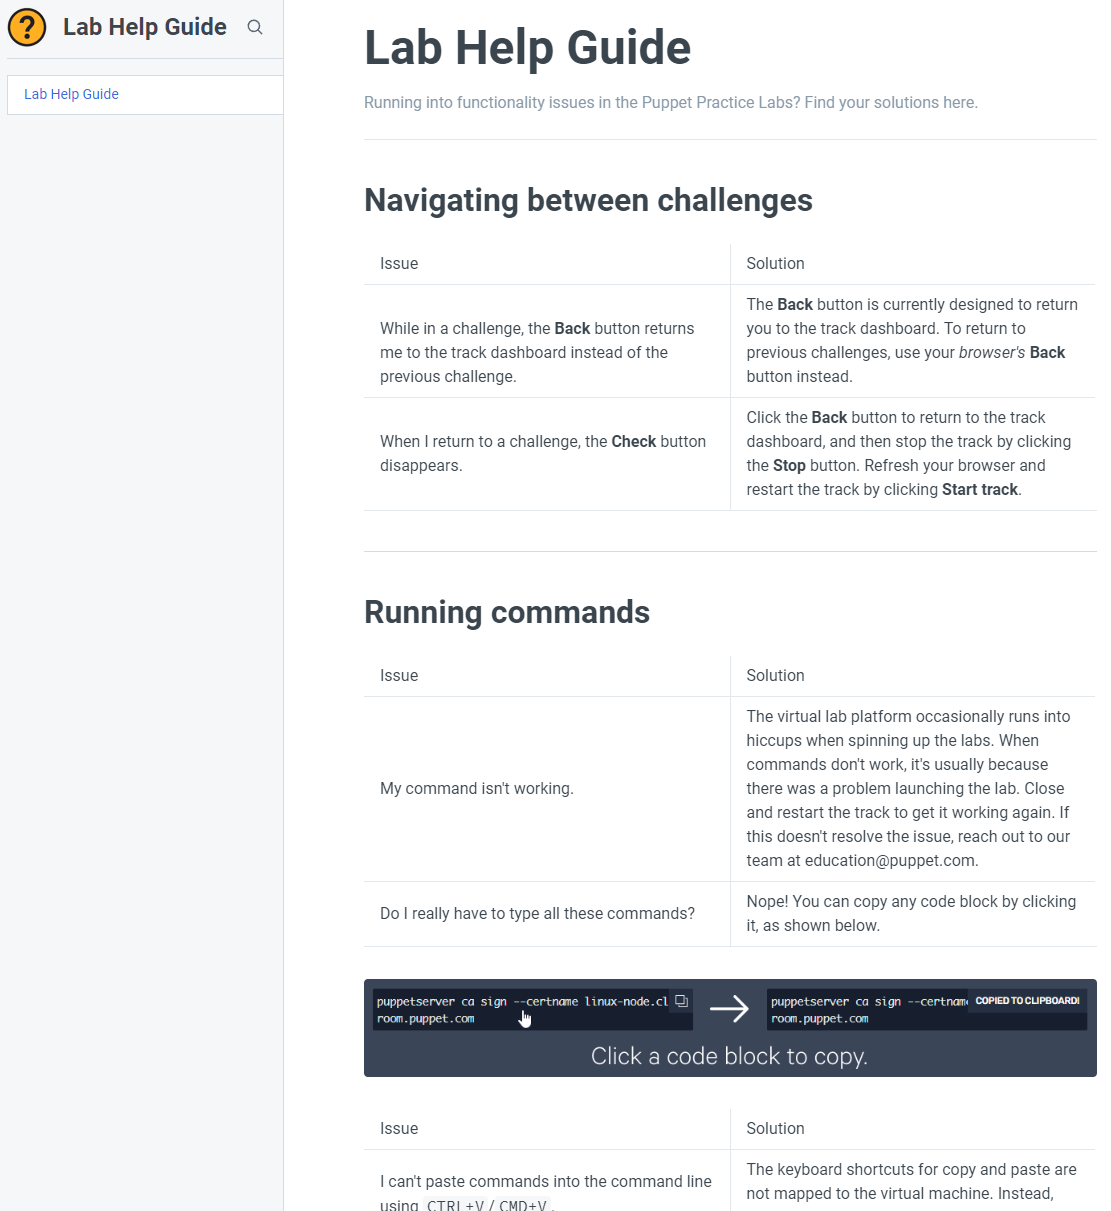 Lab Help Guide
Lab Help Guide
Lab Help Guide
Running into functionality issues in the Puppet Practice Labs? Find your solutions here.
Navigating between challenges
Issue
Solution
While in a challenge, the Back button returns
me to the track dashboard instead of the
previous challenge.
The Back button is currently designed to return
you to the track dashboard. To return to
previous challenges, use your browser's Back
button instead.
When I return to a challenge, the Check button
disappears.
Click the Back button to return to the track
dashboard, and then stop the track by clicking
the Stop button. Refresh your browser and
restart the track by clicking Start track.
Running commands
Issue
Solution
My command isn't working.
The virtual lab platform occasionally runs into
hiccups when spinning up the labs. When
commands don't work, it's usually because
there was a problem launching the lab. Close
and restart the track to get it working again. If
this doesn't resolve the issue, reach out to our
team at education@puppet.com.
Do I really have to type all these commands?
Nope! You can copy any code block by clicking
it, as shown below.
puppetserver ca sign --certname linux-node.cl
room.puppet.com
puppetserver ca sign --certname COPIED TO CLIPBOARD!
room.puppet.com
Click a code block to copy.
Issue
Solution
I can't paste commands into the command line
using CTRL+V / CMD+V.
The keyboard shortcuts for copy and paste are
not mapped to the virtual machine. Instead,